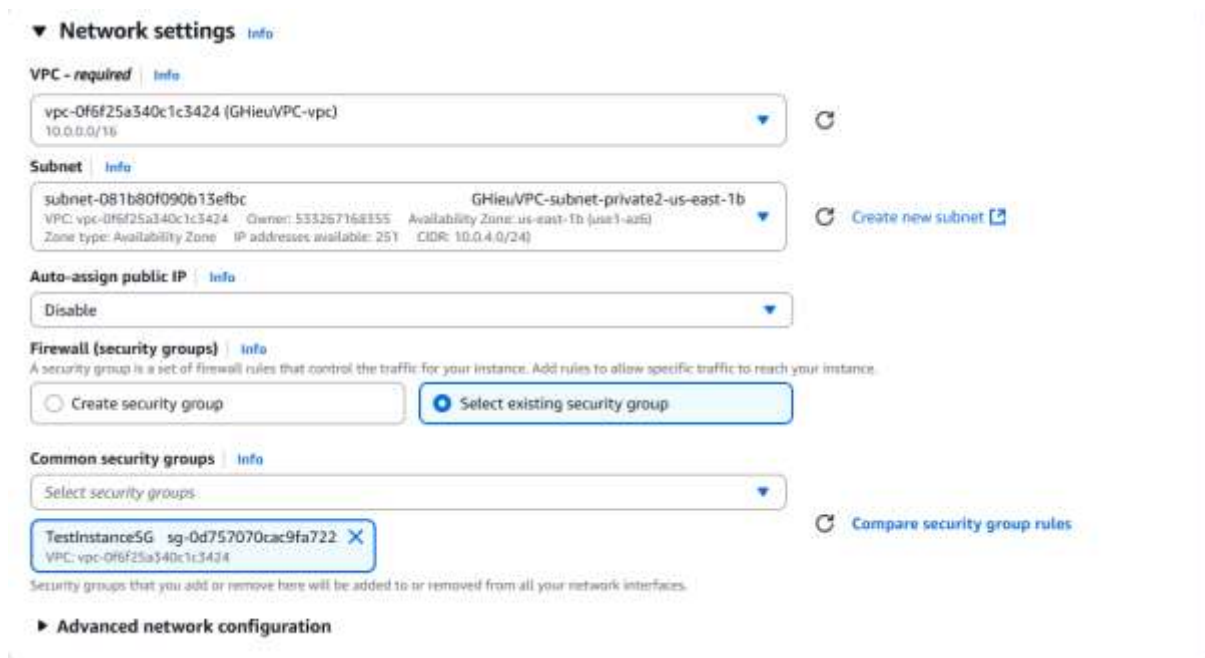 Network settings Info
VPC - required Info
vpc-0f6f25a340c1c3424 (GHieuVPC-vpc)
10.0.0.0/16
Subnet Info
subnet-081b80f090b13efbc GHieuVPC-subnet-private2-us-east-1b
VPC: vpc-0f6f25a340c1c3424 Owner: 533267168355 Availability Zone: us-east-1b (use1-az6)
Zone type: Availability Zone IP addresses available: 251 CIDR: 10.0.4.0/24)
Create new subnet
Auto-assign public IP Info
Disable
Firewall (security groups) Info
A security group is a set of firewall rules that control the traffic for your instance. Add rules to allow specific traffic to reach your instance.
Create security group Select existing security group
Common security groups Info
Select security groups
TestInstanceSG sg-0d757070cac9fa722
VPC: vpc-0f6f25a340c1c3424
Compare security group rules
Security groups that you add or remove here will be added to or removed from all your network interfaces.
Advanced network configuration